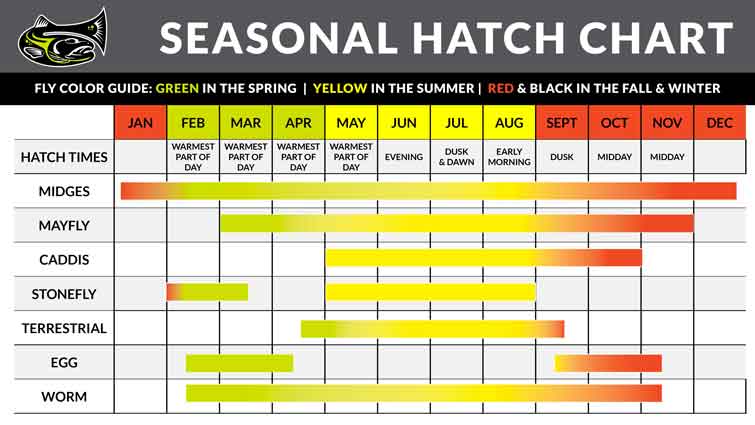 SEASONAL HATCH CHART
FLY COLOR GUIDE: GREEN IN THE SPRING | YELLOW IN THE SUMMER | RED & BLACK IN THE FALL & WINTER
JAN FEB MAR APR MAY JUN JUL AUG SEPT OCT NOV DEC
HATCH TIMES
WARMEST
PART OF
DAY
WARMEST
PART OF
DAY
WARMEST
PART OF
DAY
WARMEST
PART OF
DAY
EVENING
DUSK
& DAWN
EARLY
MORNING
DUSK
MIDDAY
MIDDAY
MIDGES
MAYFLY
CADDIS
STONEFLY
TERRESTRIAL
EGG
WORM